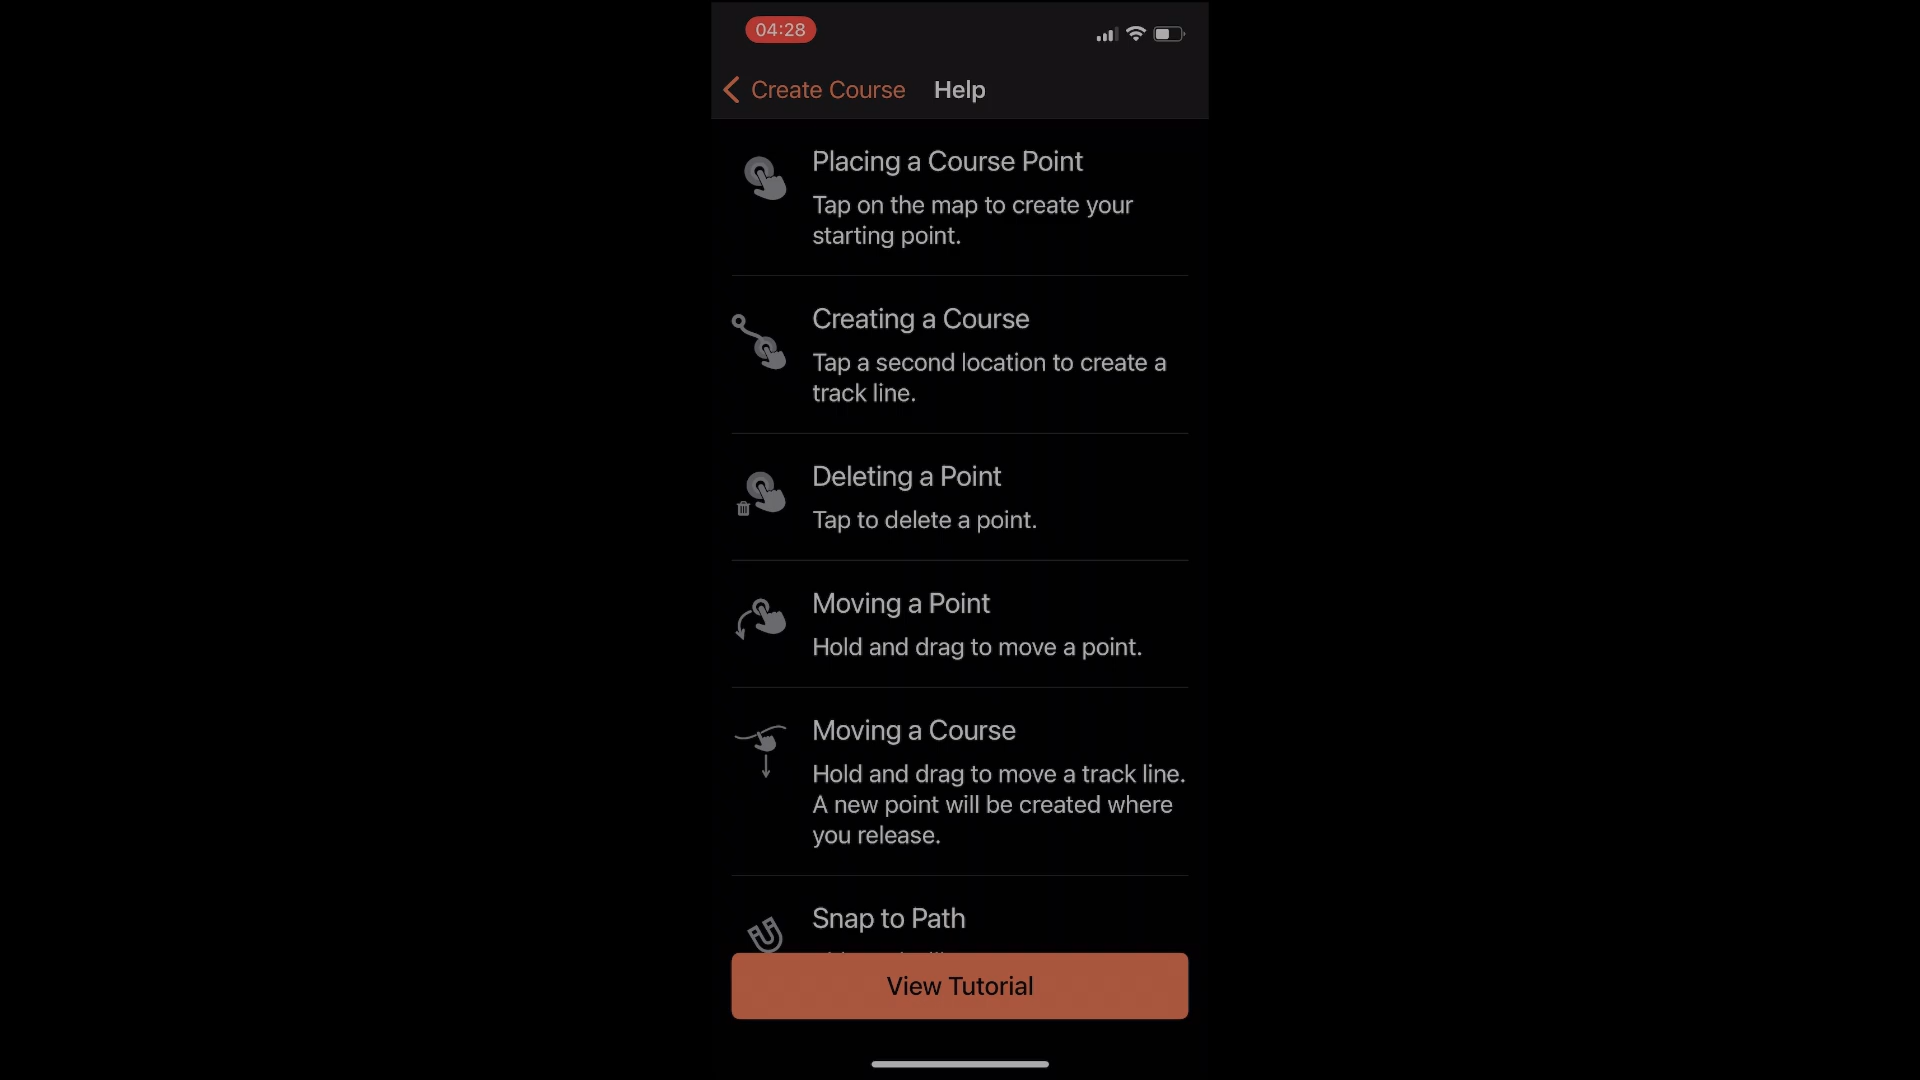 04:28
Create Course Help
Placing a Course Point
Tap on the map to create your
starting point.
Creating a Course
Tap a second location to create a
track line.
Deleting a Point
Tap to delete a point.
Moving a Point
Hold and drag to move a point.
Moving a Course
Hold and drag to move a track line.
A new point will be created where
you release.
Snap to Path
View Tutorial